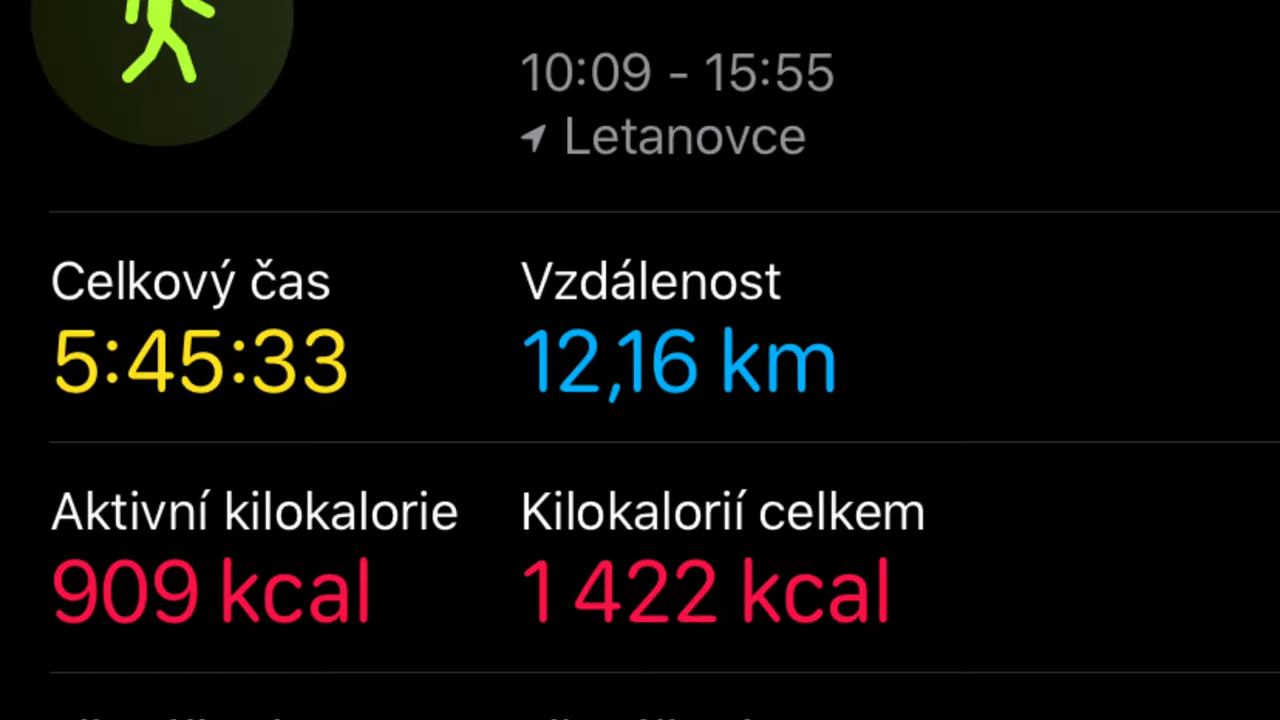 10:09 - 15:55
Letanovce
Celkový čas
Vzdálenost
5:45:33
12,16 km
Aktivní kilokalorie
Kilokalorií celkem
909 kcal
1 422 kcal